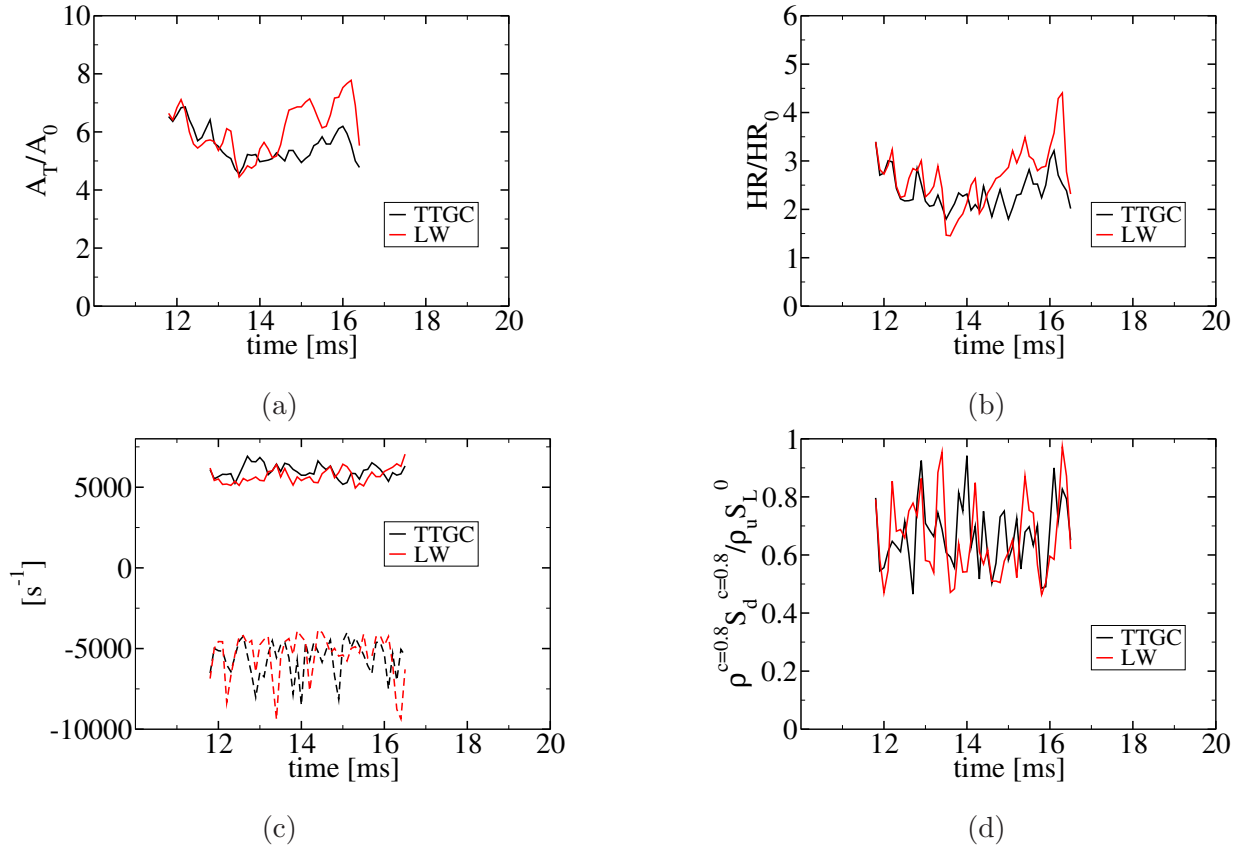 10
8
6
4
2
0
A_T/A_0
TTGC
LW
12 14 16 18 20
time [ms]
(a)
6
5
4
3
2
1
0
HR/HR_0
TTGC
LW
12 14 16 18 20
time [ms]
(b)
5000
0
-5000
-10000
[s^{-1}]
TTGC
LW
12 14 16 18 20
time [ms]
(c)
1
0.8
0.6
0.4
0.2
0
ρ^{c=0.8} S_d^{c=0.8}/ρ_u S_L^0
TTGC
LW
12 14 16 18 20
time [ms]
(d)